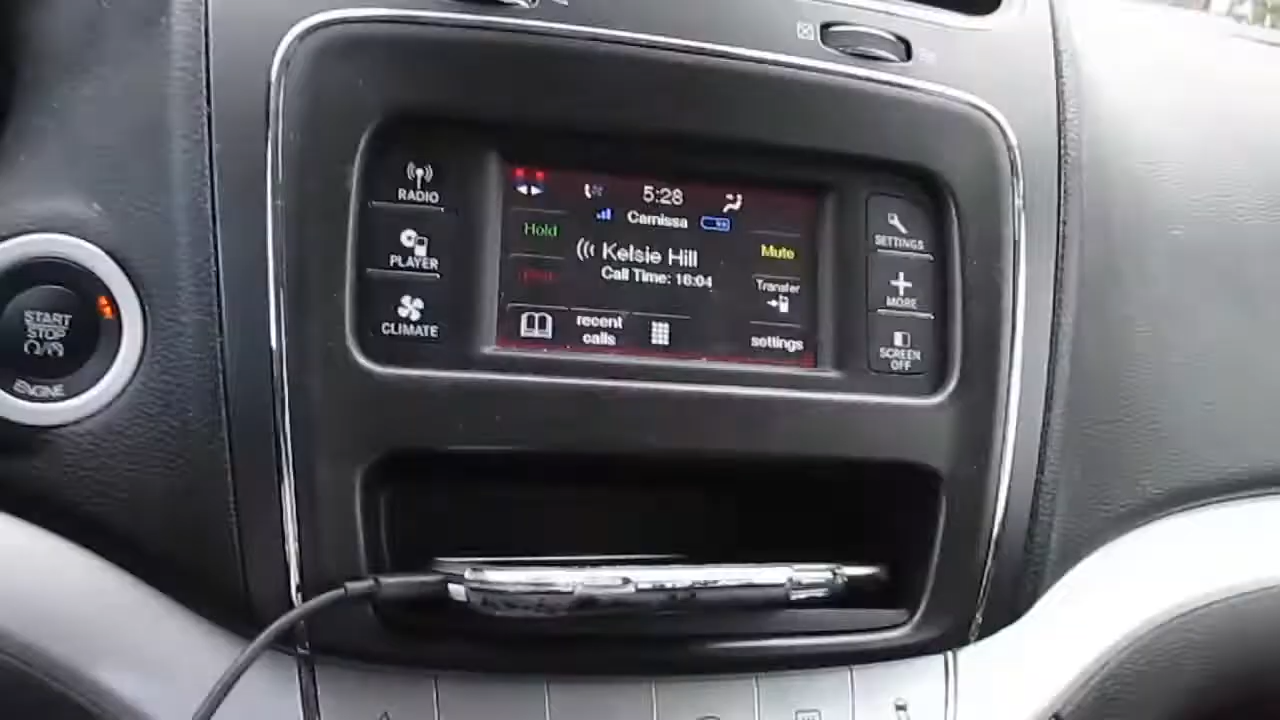 RADIO
PLAYER
CLIMATE
START
STOP
ENGINE
5:28
Camissa
Hold
Kelsie Hill
Call Time: 16:04
Mute
Transfer
recent
calls
settings
SETTINGS
MORE
SCREEN
OFF